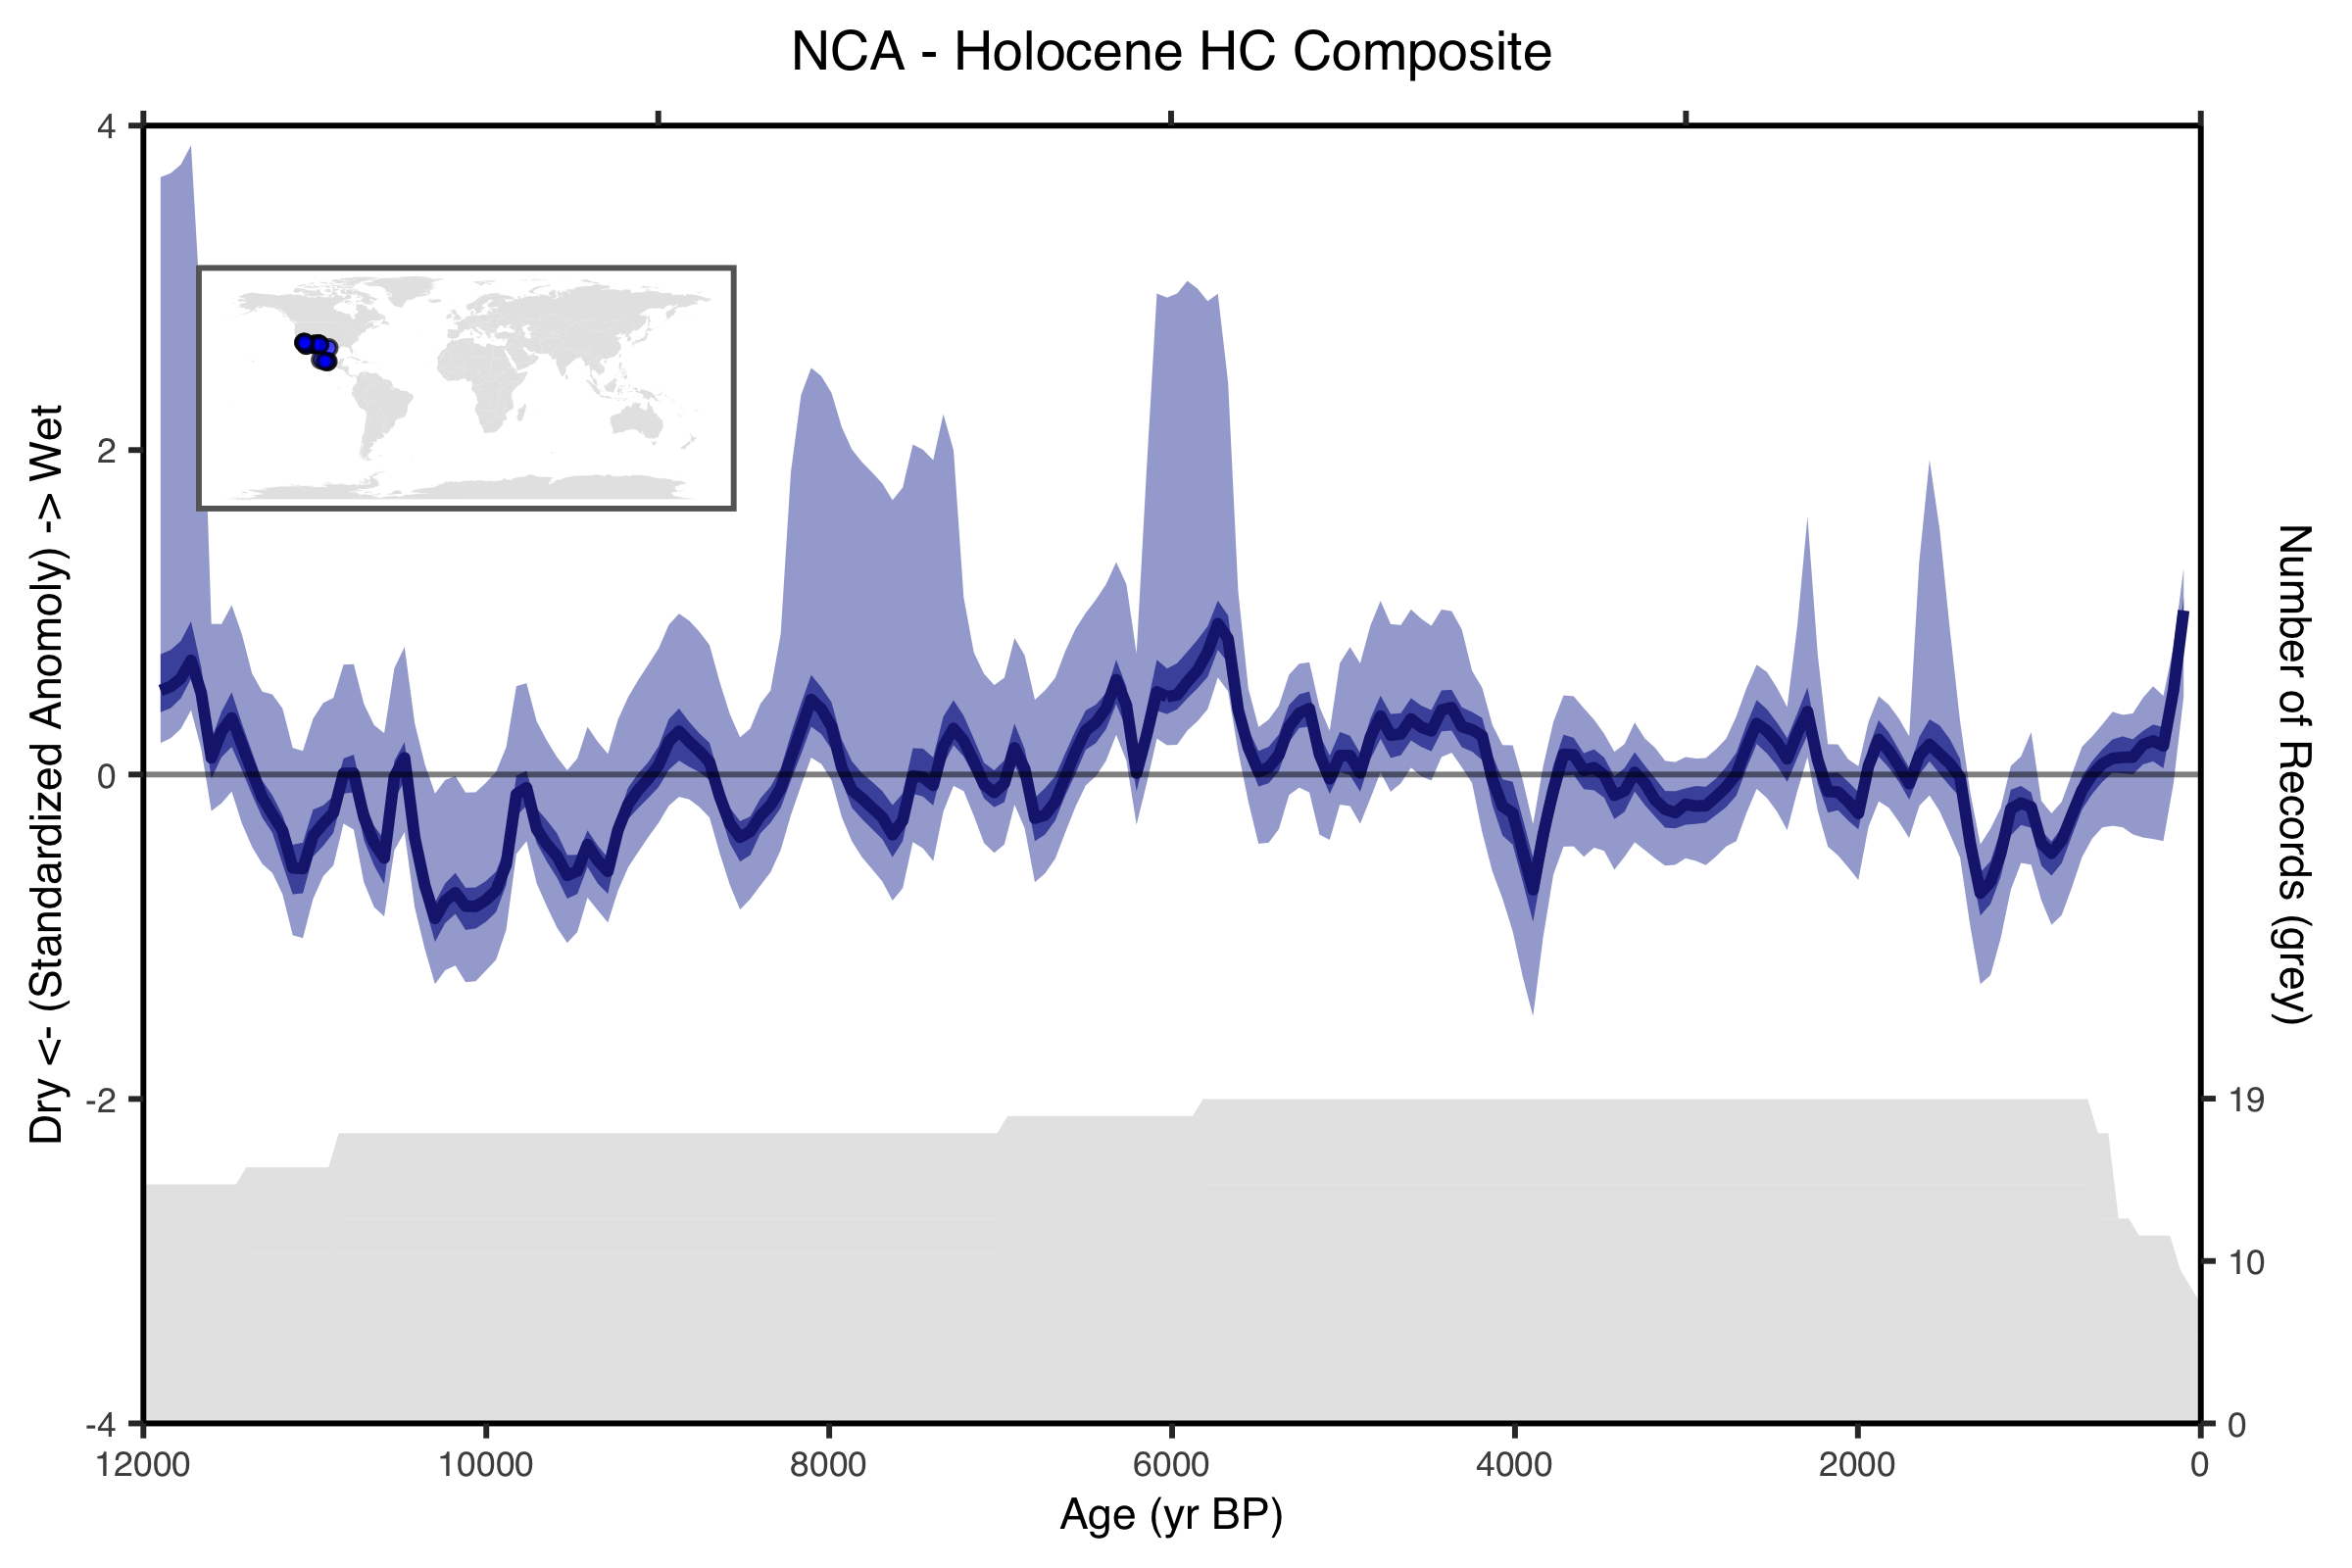 NCA - Holocene HC Composite
Dry <- (Standardized Anomoly) -> Wet
4
2
0
-2
-4
Number of Records (grey)
19
10
0
12000 10000 8000 6000 4000 2000 0
Age (yr BP)